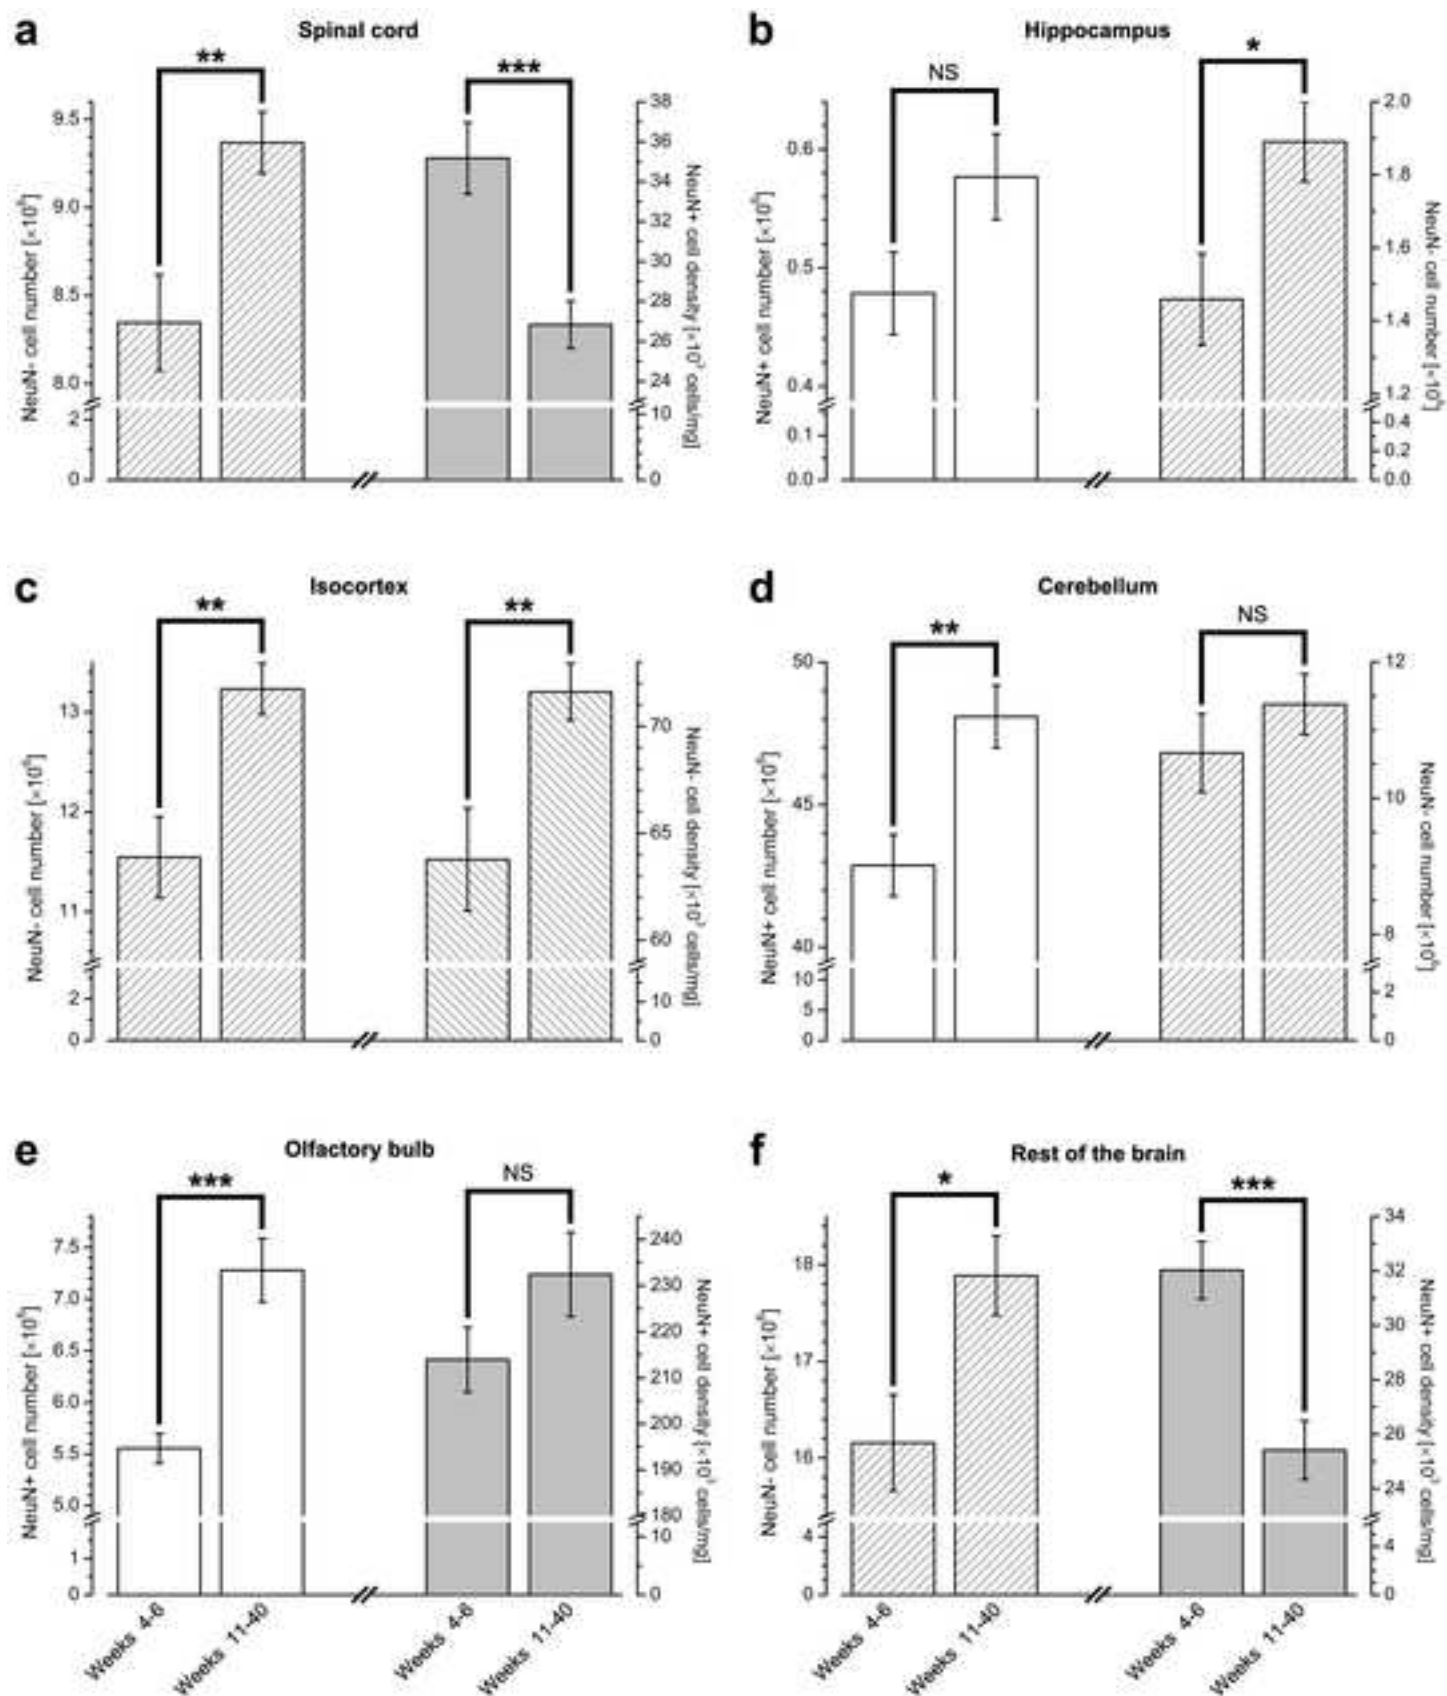 a Spinal cord
** ***
NeuN- cell number [×10⁶]
9.5
9.0
8.5
8.0
2
0
38
36
34
32
30
28
26
24
10
0
NeuN+ cell density [×10³ cells/mg]
b Hippocampus
NS *
NeuN+ cell number [×10⁶]
0.6
0.5
0.4
0.1
0.0
2.0
1.8
1.6
1.4
1.2
0.4
0.2
0.0
NeuN- cell number [×10⁶]
c Isocortex
** **
NeuN- cell number [×10⁶]
13
12
11
2
0
70
65
60
10
0
NeuN- cell density [×10³ cells/mg]
d Cerebellum
** NS
NeuN+ cell number [×10⁶]
50
45
40
10
5
0
12
10
8
2
0
NeuN- cell number [×10⁶]
e Olfactory bulb
*** NS
NeuN+ cell number [×10⁶]
7.5
7.0
6.5
6.0
5.5
5.0
1
0
240
230
220
210
200
190
180
10
0
NeuN+ cell density [×10³ cells/mg]
Weeks 4-6
Weeks 11-40
Weeks 4-6
Weeks 11-40
f Rest of the brain
* ***
NeuN- cell number [×10⁶]
18
17
16
4
0
34
32
30
28
26
24
4
0
NeuN+ cell density [×10³ cells/mg]
Weeks 4-6
Weeks 11-40
Weeks 4-6
Weeks 11-40